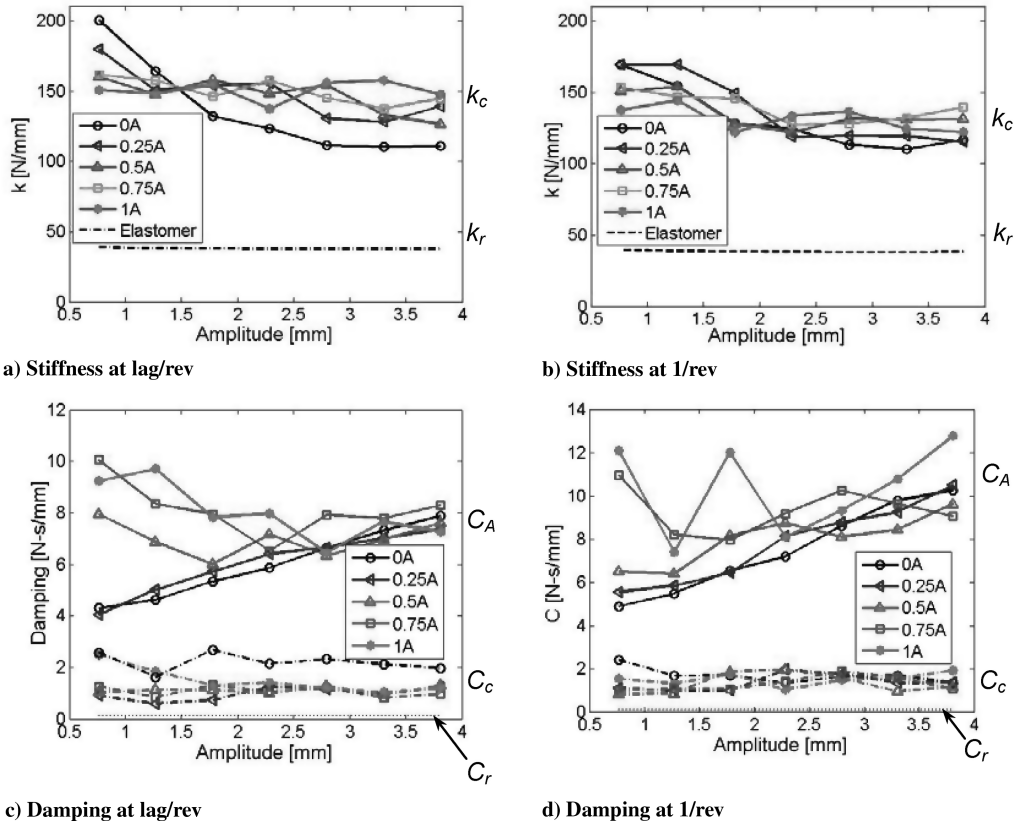 200
150
100
50
0
k [N/mm]
0A
0.25A
0.5A
0.75A
1A
Elastomer
k_c
k_r
0.5 1 1.5 2 2.5 3 3.5 4
Amplitude [mm]
a) Stiffness at lag/rev
200
150
100
50
0
k [N/mm]
0A
0.25A
0.5A
0.75A
1A
Elastomer
k_c
k_r
0.5 1 1.5 2 2.5 3 3.5 4
Amplitude [mm]
b) Stiffness at 1/rev
12
10
8
6
4
2
0
Damping [N-s/mm]
0A
0.25A
0.5A
0.75A
1A
C_A
C_c
C_r
0.5 1 1.5 2 2.5 3 3.5 4
Amplitude [mm]
c) Damping at lag/rev
14
12
10
8
6
4
2
0
C [N-s/mm]
0A
0.25A
0.5A
0.75A
1A
C_A
C_c
C_r
0.5 1 1.5 2 2.5 3 3.5 4
Amplitude [mm]
d) Damping at 1/rev